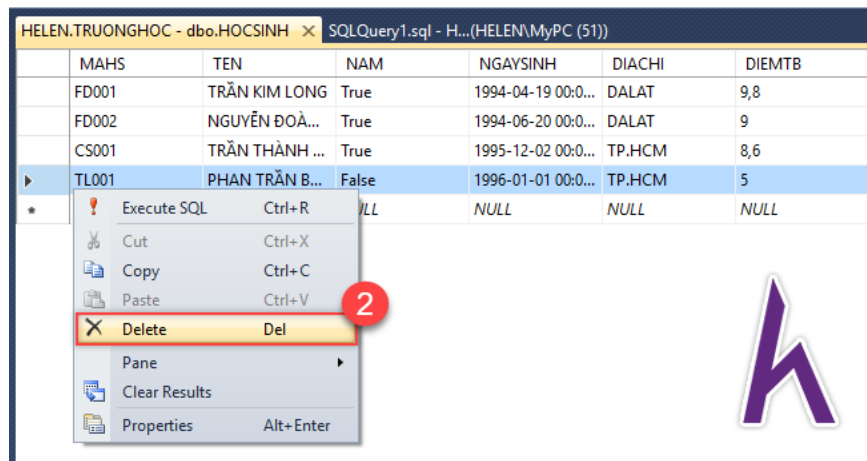 HELEN.TRUONGHOC - dbo.HOCSINH SQLQuery1.sql - H...(HELEN\MyPC (51))
MAHS TEN NAM NGAYSINH DIACHI DIEMTB
FD001 TRẦN KIM LONG True 1994-04-19 00:0... DALAT 9,8
FD002 NGUYỄN ĐOÀ... True 1994-06-20 00:0... DALAT 9
CS001 TRẦN THÀNH ... True 1995-12-02 00:0... TP.HCM 8,6
TL001 PHAN TRẦN B... False 1996-01-01 00:0... TP.HCM 5
NULL NULL NULL
Execute SQL Ctrl+R
Cut Ctrl+X
Copy Ctrl+C
Paste Ctrl+V
2
Delete Del
Pane
Clear Results
Properties Alt+Enter
h